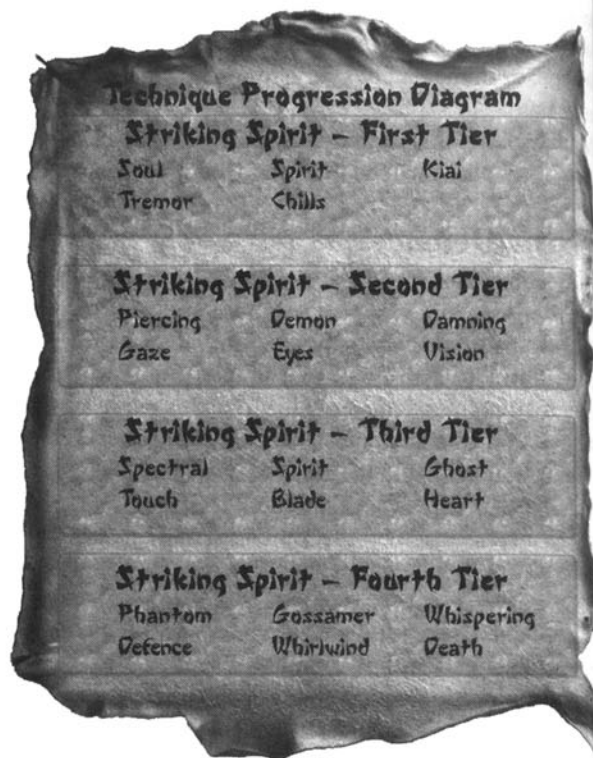 Technique Progression Diagram
Striking Spirit – First Tier
Soul Spirit Kiai
Tremor Chills
Striking Spirit – Second Tier
Piercing Demon Damning
Gaze Eyes Vision
Striking Spirit – Third Tier
Spectral Spirit Ghost
Touch Blade Heart
Striking Spirit – Fourth Tier
Phantom Gossamer Whispering
Defence Whirlwind Death